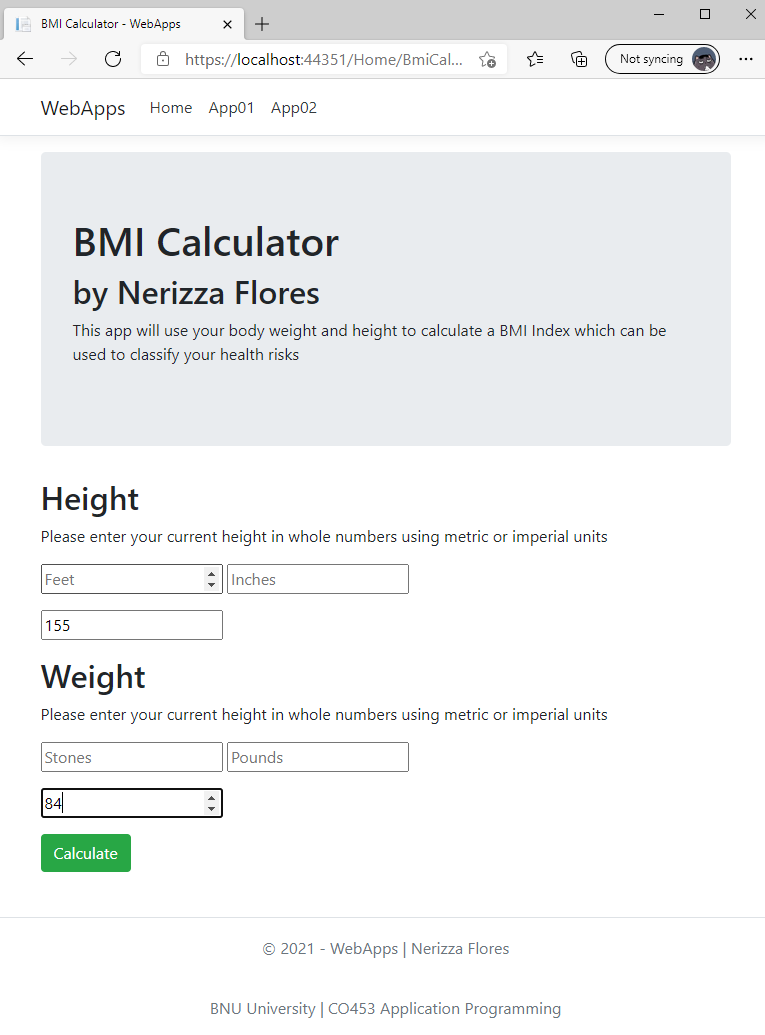 BMI Calculator - WebApps
https://localhost:44351/Home/BmiCal...
Not syncing
WebApps Home App01 App02
BMI Calculator
by Nerizza Flores
This app will use your body weight and height to calculate a BMI Index which can be
used to classify your health risks
Height
Please enter your current height in whole numbers using metric or imperial units
Feet Inches
155
Weight
Please enter your current height in whole numbers using metric or imperial units
Stones Pounds
84
Calculate
© 2021 - WebApps | Nerizza Flores
BNU University | CO453 Application Programming